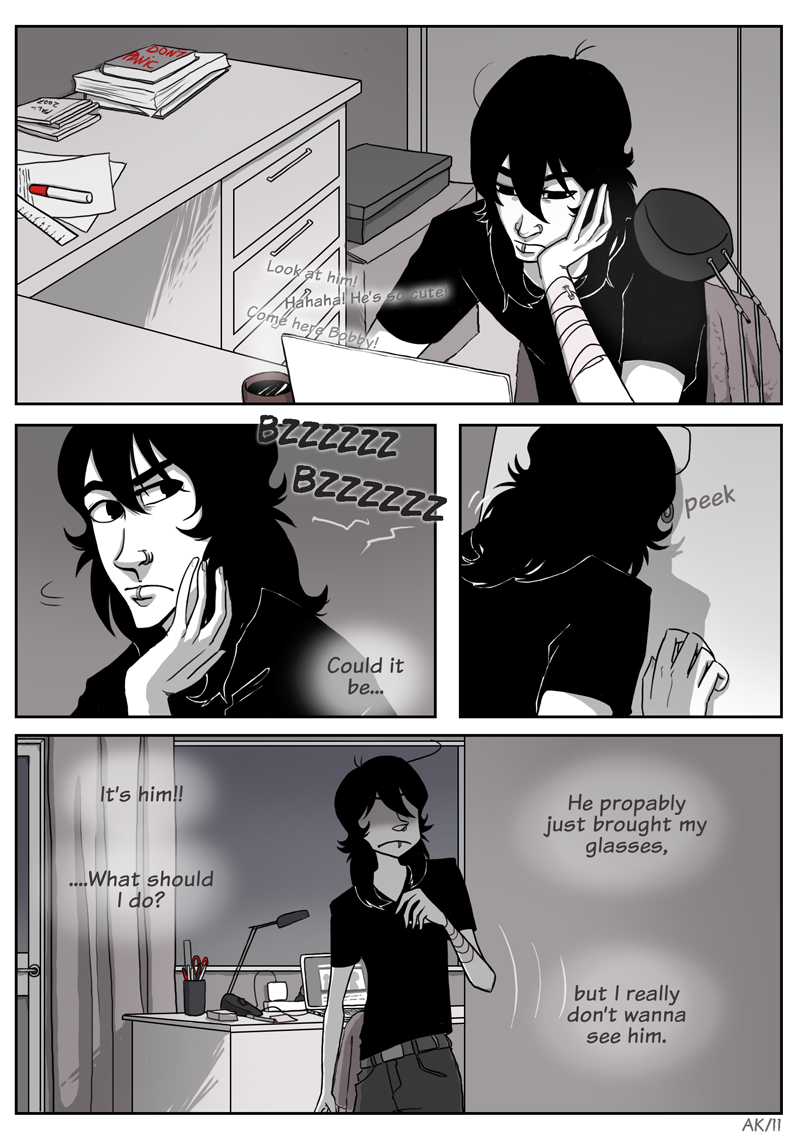 DON'T
PANIC
2007
Look at him!
Hahaha! He's so cute!
Come here Bobby!
BZZZZZZ
BZZZZZZ
Could it
be...
peek
It's him!!
....What should
I do?
He propably
just brought my
glasses,
but I really
don't wanna
see him.
AK/11